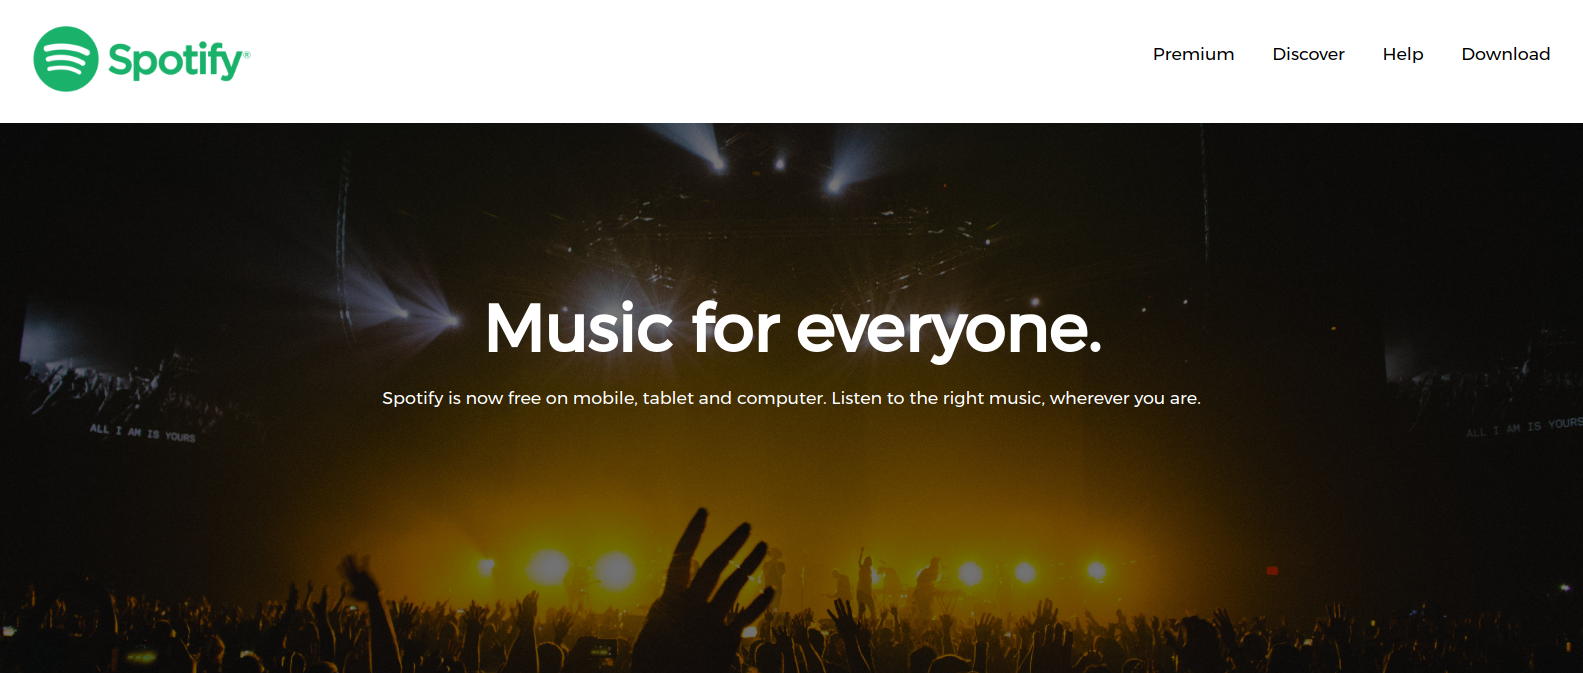 Spotify®
Premium Discover Help Download
Music for everyone.
Spotify is now free on mobile, tablet and computer. Listen to the right music, wherever you are.
ALL I AM IS YOURS
ALL I AM IS YOURS